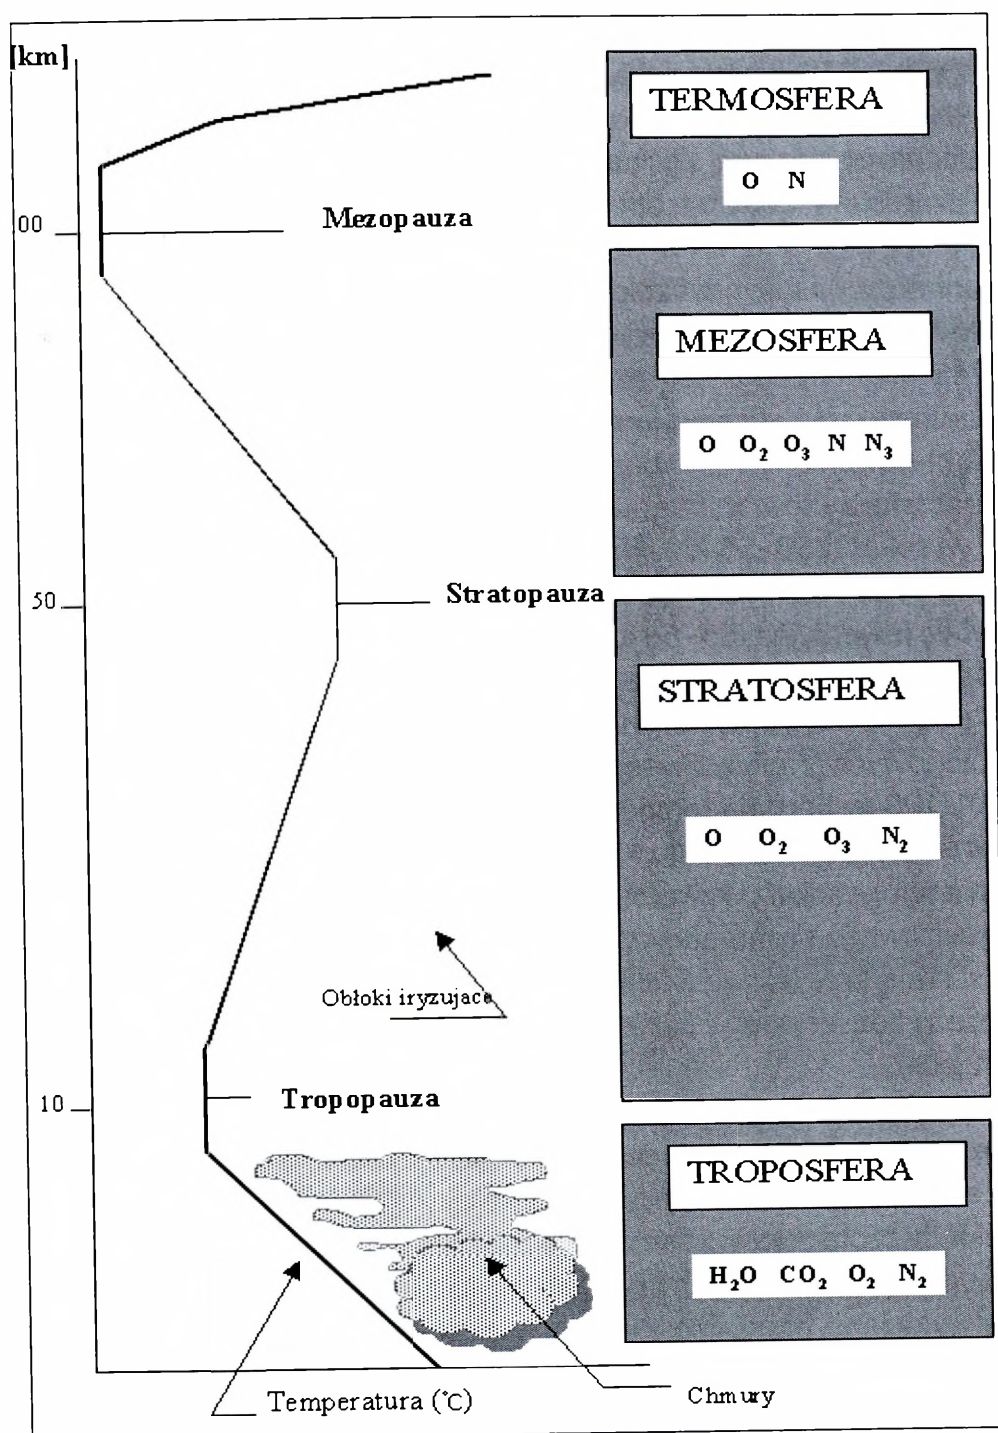 [km]
TERMOSFERA
O N
00
Mezopauza
MEZOSFERA
O O₂ O₃ N N₃
50
Stratopauza
STRATOSFERA
O O₂ O₃ N₂
Obłoki iryzujace
10
Tropopauza
TROPOSFERA
H₂O CO₂ O₂ N₂
Temperatura (°C)
Chmury